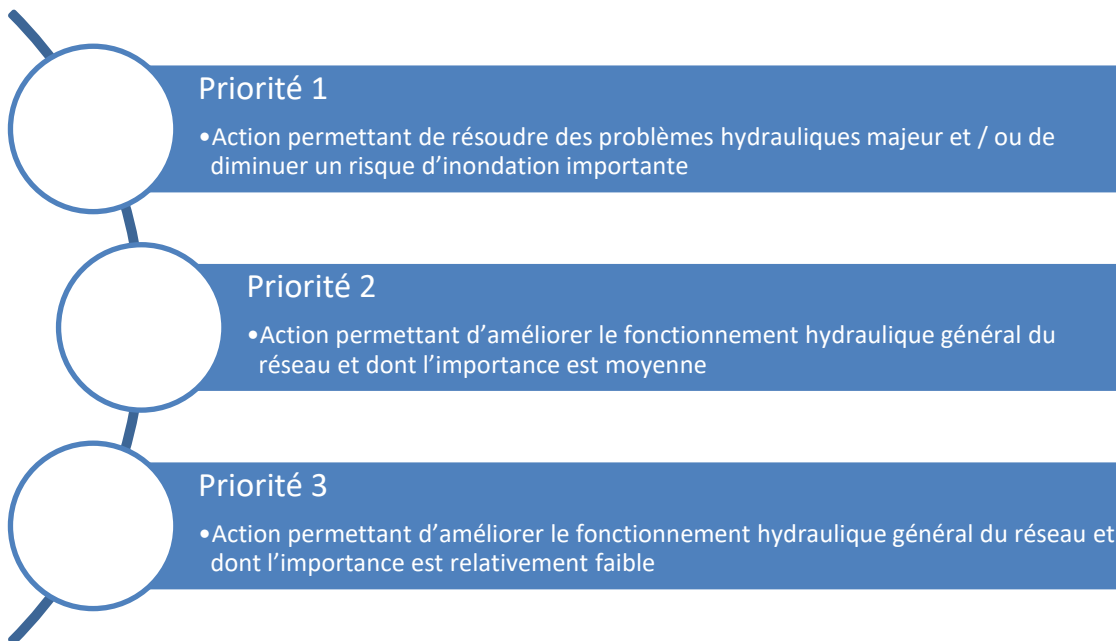 Priorité 1
•Action permettant de résoudre des problèmes hydrauliques majeur et / ou de
diminuer un risque d’inondation importante
Priorité 2
•Action permettant d’améliorer le fonctionnement hydraulique général du
réseau et dont l’importance est moyenne
Priorité 3
•Action permettant d’améliorer le fonctionnement hydraulique général du réseau et
dont l’importance est relativement faible